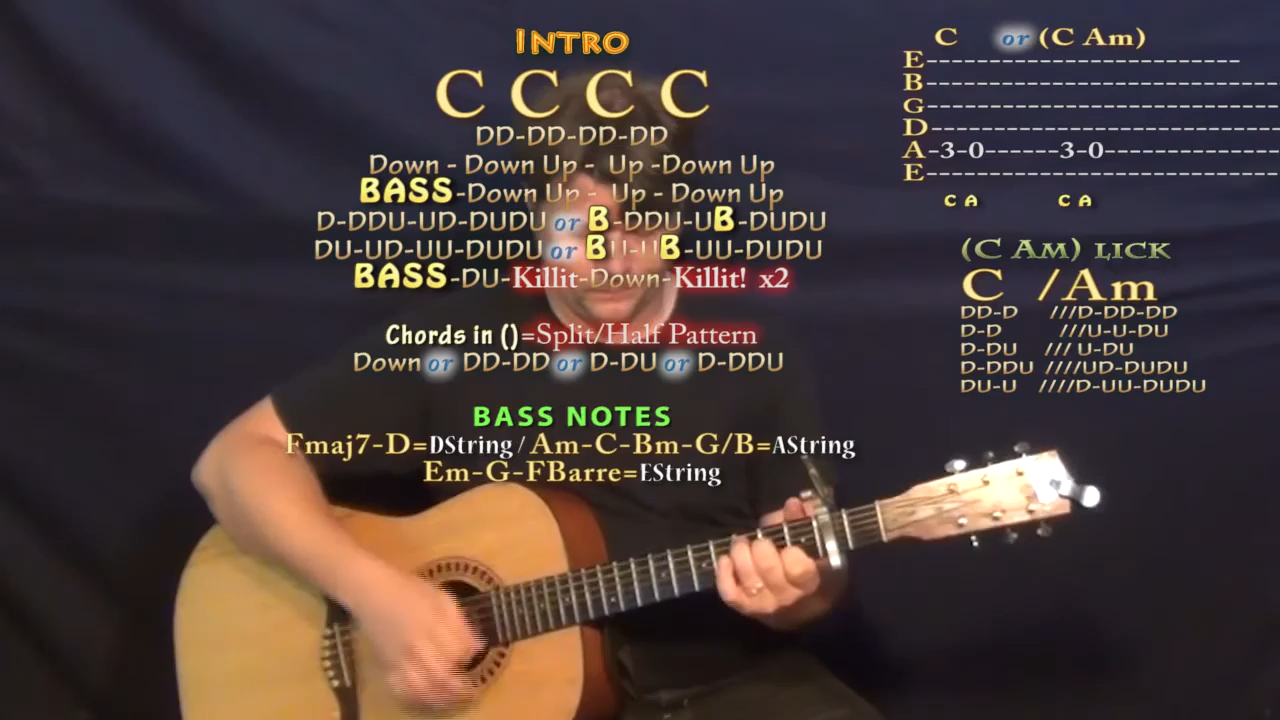 INTRO
C C C C
DD-DD-DD-DD
Down - Down Up - Up -Down Up
BASS-Down Up - Up - Down Up
D-DDU-UD-DUDU or B-DDU-UB-DUDU
DU-UD-UU-DUDU or BU-UB-UU-DUDU
BASS-DU-Killit-Down-Killit! x2
Chords in ()=Split/Half Pattern
Down or DD-DD or D-DU or D-DDU
BASS NOTES
Fmaj7-D=DString / Am-C-Bm-G/B=AString
Em-G-FBarre=EString
C or (C Am)
E--------------------------
B-----------------------------
G-----------------------------
D-----------------------------
A-3-0------3-0---------------
E-----------------------------
C A C A
(C AM) LICK
C /Am
DD-D ///D-DD-DD
D-D ///U-U-DU
D-DU /// U-DU
D-DDU ////UD-DUDU
DU-U ////D-UU-DUDU